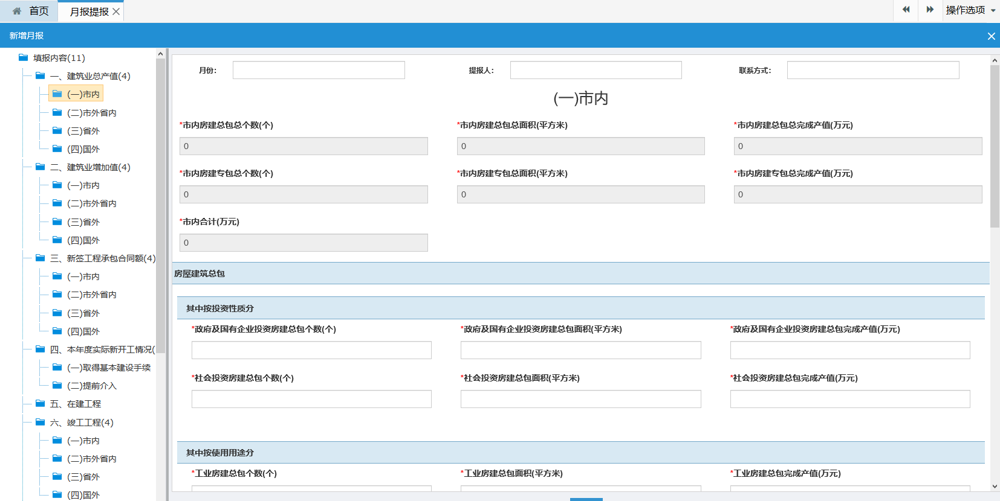 首页
月报提报
操作选项
新增月报
填报内容(11)
一、建筑业总产值(4)
(一)市内
(二)市外省内
(三)省外
(四)国外
二、建筑业增加值(4)
(一)市内
(二)市外省内
(三)省外
(四)国外
三、新签工程承包合同额(4)
(一)市内
(二)市外省内
(三)省外
(四)国外
四、本年度实际新开工情况(
(一)取得基本建设手续
(二)提前介入
五、在建工程
六、竣工工程(4)
(一)市内
(二)市外省内
(三)省外
(四)国外
月份: 提报人: 联系方式:
(一)市内
*市内房建总包总个数(个) *市内房建总包总面积(平方米) *市内房建总包总完成产值(万元)
0 0 0
*市内房建专包总个数(个) *市内房建专包总面积(平方米) *市内房建专包总完成产值(万元)
0 0 0
*市内合计(万元)
0
房屋建筑总包
其中按投资性质分
*政府及国有企业投资房建总包个数(个) *政府及国有企业投资房建总包面积(平方米) *政府及国有企业投资房建总包完成产值(万元)
*社会投资房建总包个数(个) *社会投资房建总包面积(平方米) *社会投资房建总包完成产值(万元)
其中按使用用途分
*工业房建总包个数(个) *工业房建总包面积(平方米) *工业房建总包完成产值(万元)